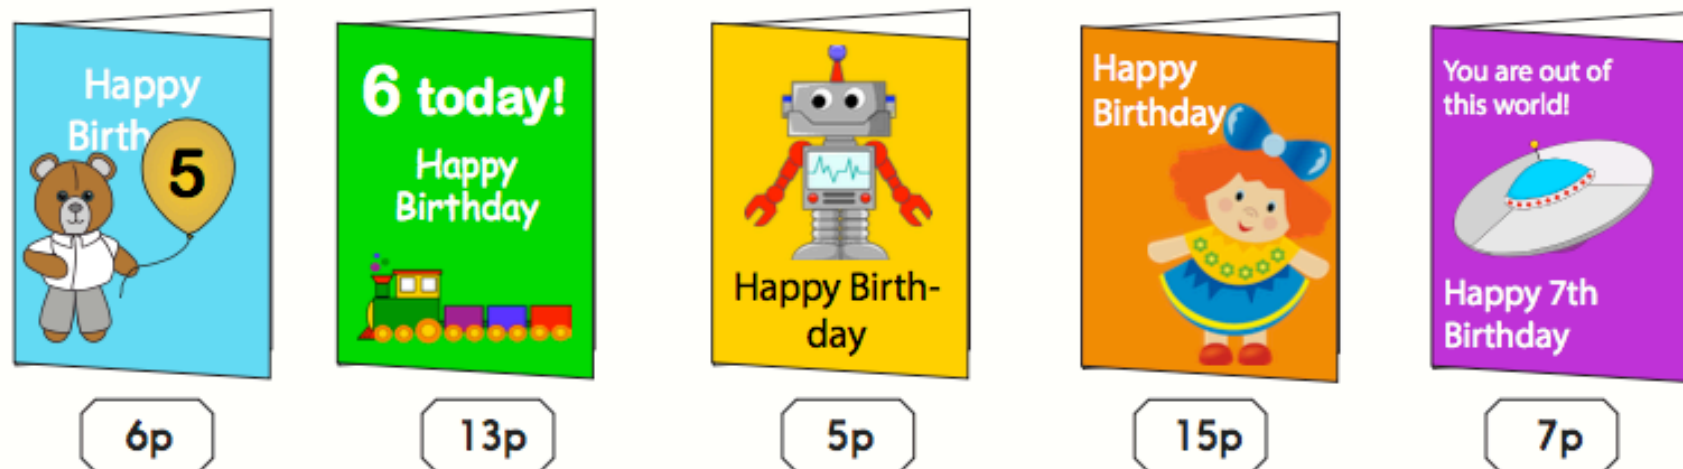 Happy
Birth
5
6 today!
Happy
Birthday
Happy Birth-
day
Happy
Birthday
You are out of
this world!
Happy 7th
Birthday
6p
13p
5p
15p
7p